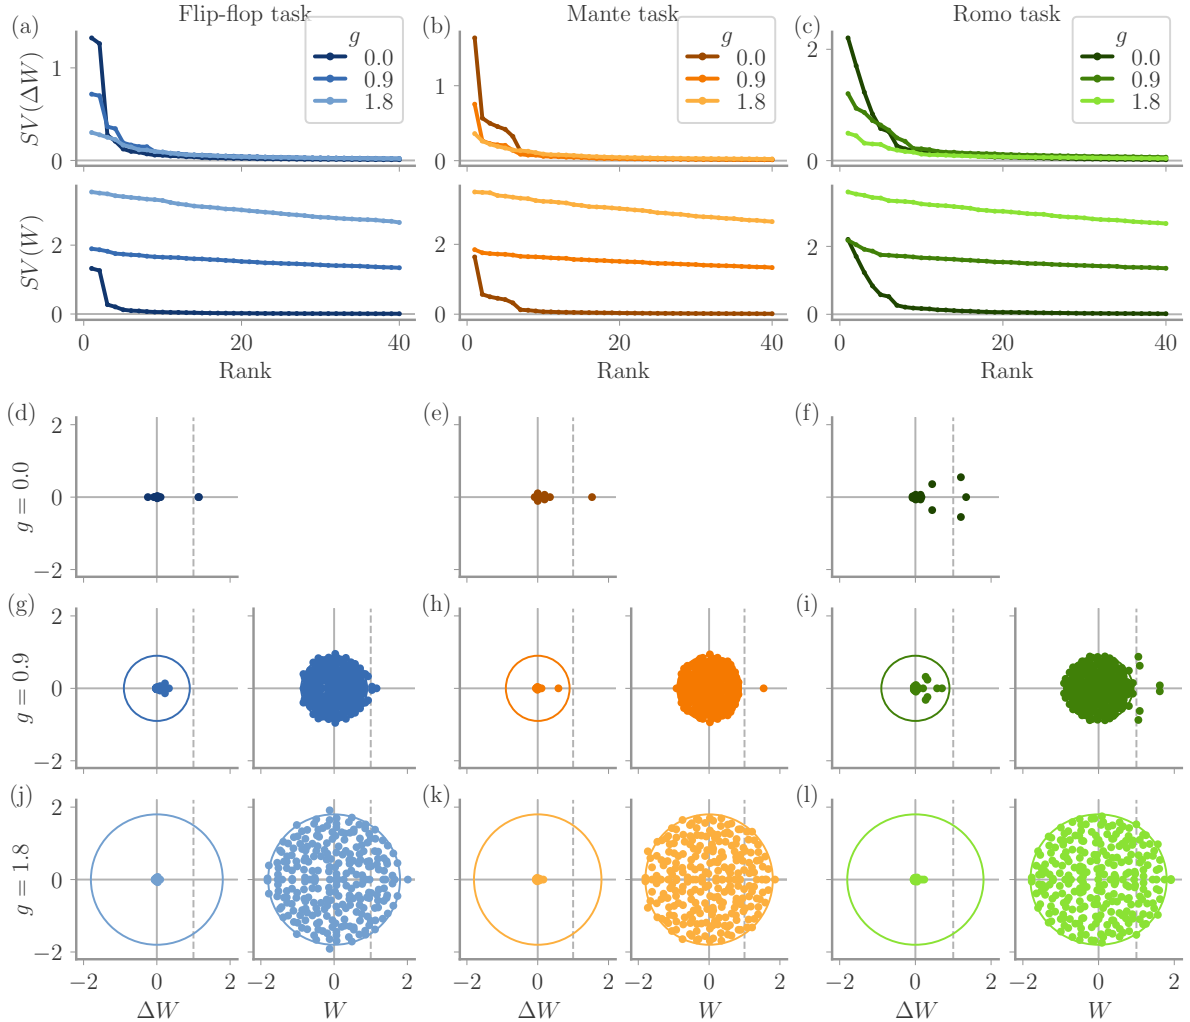 Flip-flop task
Mante task
Romo task
(a)
(b)
(c)
g
0.0
0.9
1.8
g
0.0
0.9
1.8
g
0.0
0.9
1.8
SV(ΔW)
1
0
1
0
2
0
SV(W)
2
0
2
0
2
0
0 20 40
0 20 40
0 20 40
Rank
Rank
Rank
(d)
(e)
(f)
g = 0.0
2
0
−2
(g)
(h)
(i)
g = 0.9
2
0
−2
(j)
(k)
(l)
g = 1.8
2
0
−2
−2 0 2
−2 0 2
−2 0 2
−2 0 2
−2 0 2
−2 0 2
ΔW
W
ΔW
W
ΔW
W